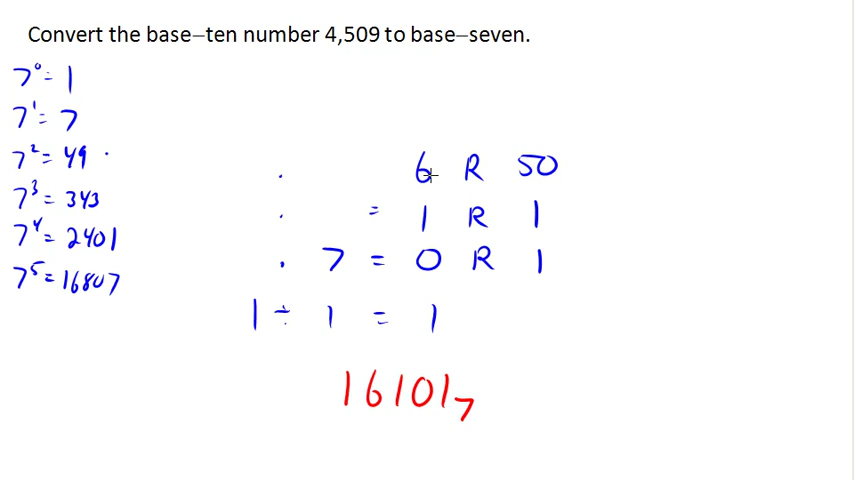 Convert the base–ten number 4,509 to base–seven.
7⁰ = 1
7¹ = 7
7² = 49
7³ = 343
7⁴ = 2401
7⁵ = 16807
6 R 50
= 1 R 1
7 = 0 R 1
1 ÷ 1 = 1
16101₇